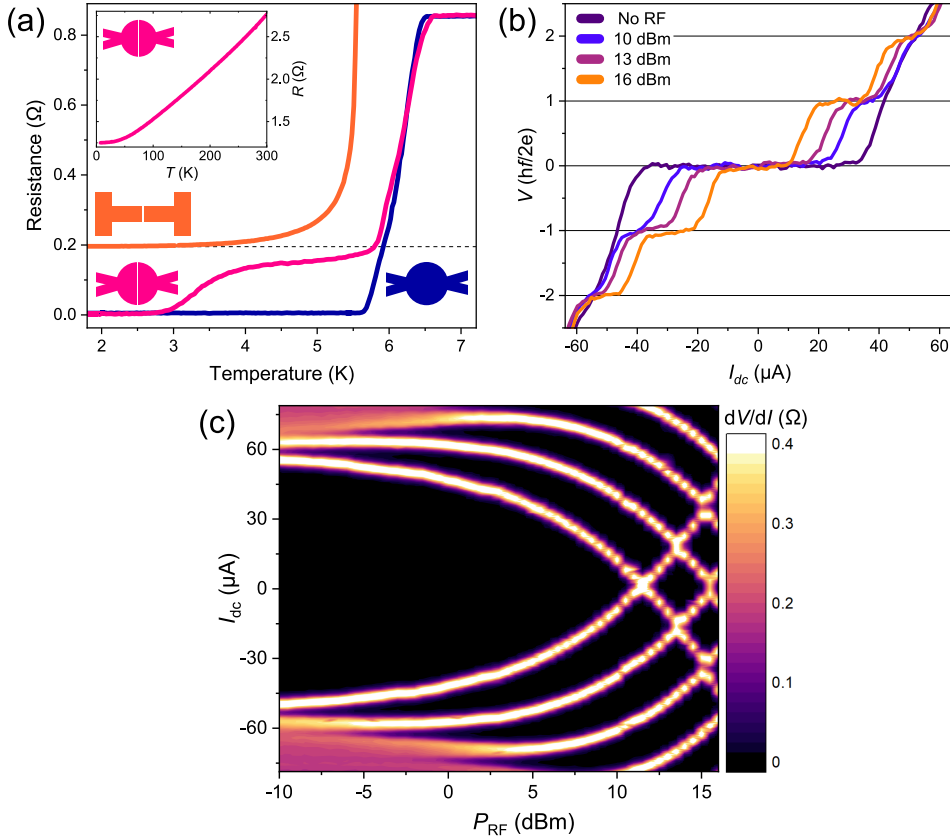 (a)
0.8
0.6
0.4
0.2
0.0
Resistance (Ω)
2
3
4
5
6
7
Temperature (K)
2.5
2.0
1.5
R (Ω)
0
100
200
300
T (K)
(b)
No RF
10 dBm
13 dBm
16 dBm
2
1
0
-1
-2
V (hf/2e)
-60
-40
-20
0
20
40
60
I_dc (μA)
(c)
60
30
0
-30
-60
I_dc (μA)
-10
-5
0
5
10
15
P_RF (dBm)
dV/dI (Ω)
0.4
0.3
0.2
0.1
0